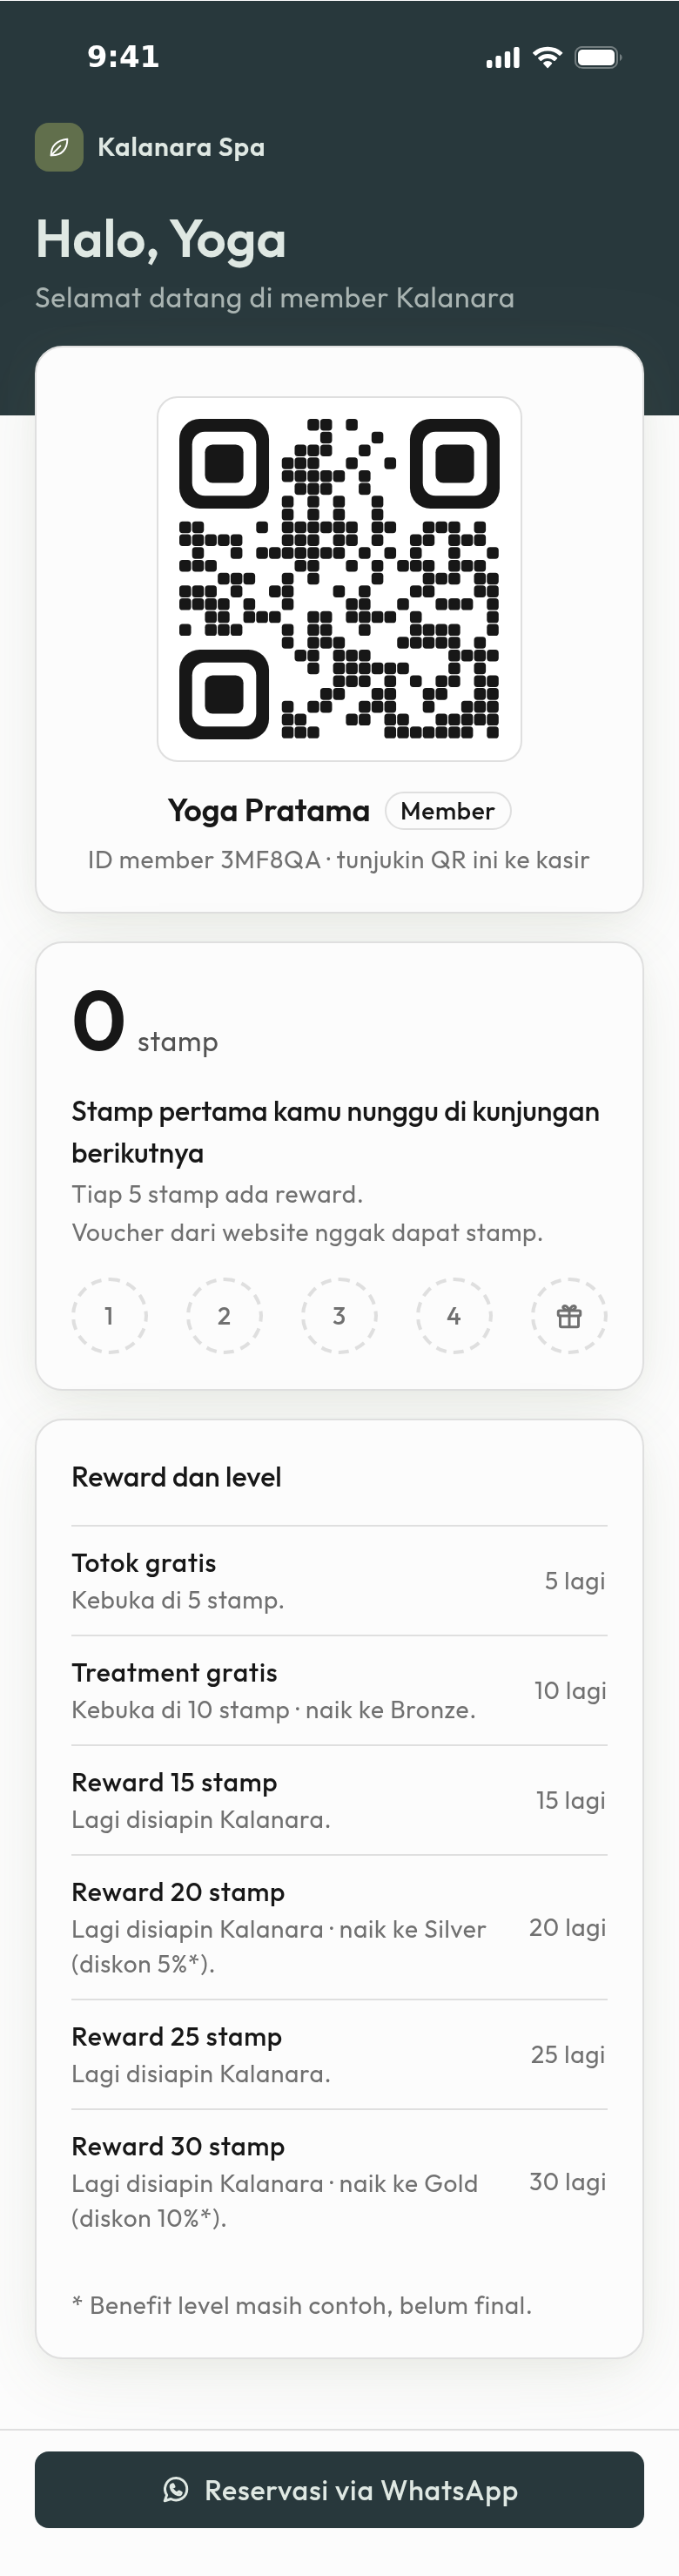 9:41
Kalanara Spa
Halo, Yoga
Selamat datang di member Kalanara
Yoga Pratama Member
ID member 3MF8QA · tunjukin QR ini ke kasir
0 stamp
Stamp pertama kamu nunggu di kunjungan
berikutnya
Tiap 5 stamp ada reward.
Voucher dari website nggak dapat stamp.
1 2 3 4
Reward dan level
Totok gratis
Kebuka di 5 stamp.
5 lagi
Treatment gratis
Kebuka di 10 stamp · naik ke Bronze.
10 lagi
Reward 15 stamp
Lagi disiapin Kalanara.
15 lagi
Reward 20 stamp
Lagi disiapin Kalanara · naik ke Silver
(diskon 5%*).
20 lagi
Reward 25 stamp
Lagi disiapin Kalanara.
25 lagi
Reward 30 stamp
Lagi disiapin Kalanara · naik ke Gold
(diskon 10%*).
30 lagi
* Benefit level masih contoh, belum final.
Reservasi via WhatsApp